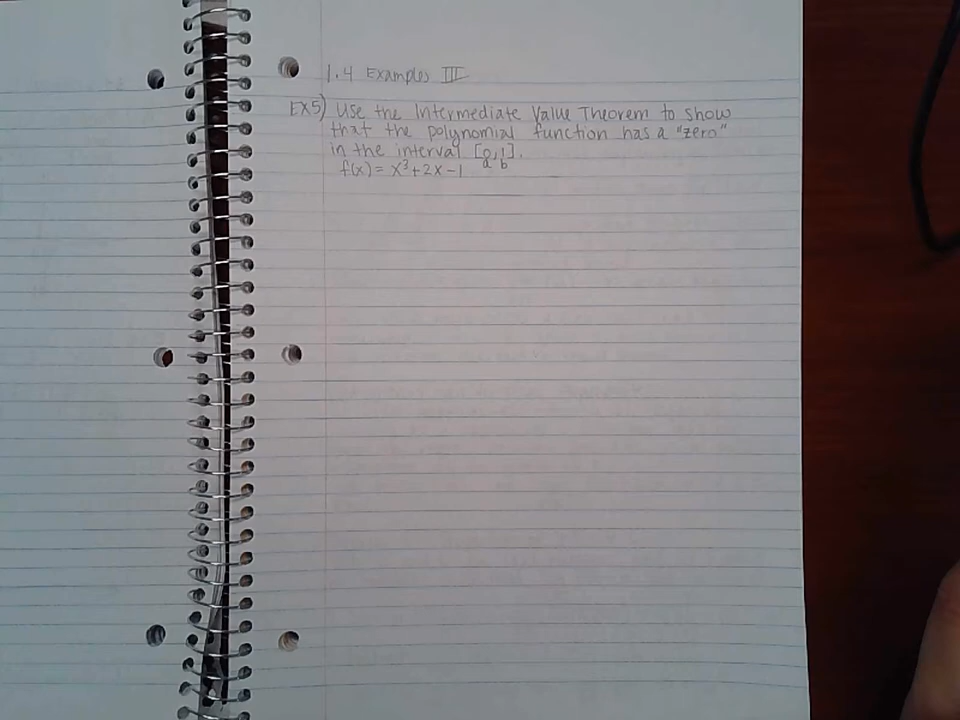 1.4 Examples III
EX5) Use the Intermediate Value Theorem to show
that the polynomial function has a "zero"
in the interval [0,1].
a b
f(x) = x³+2x-1